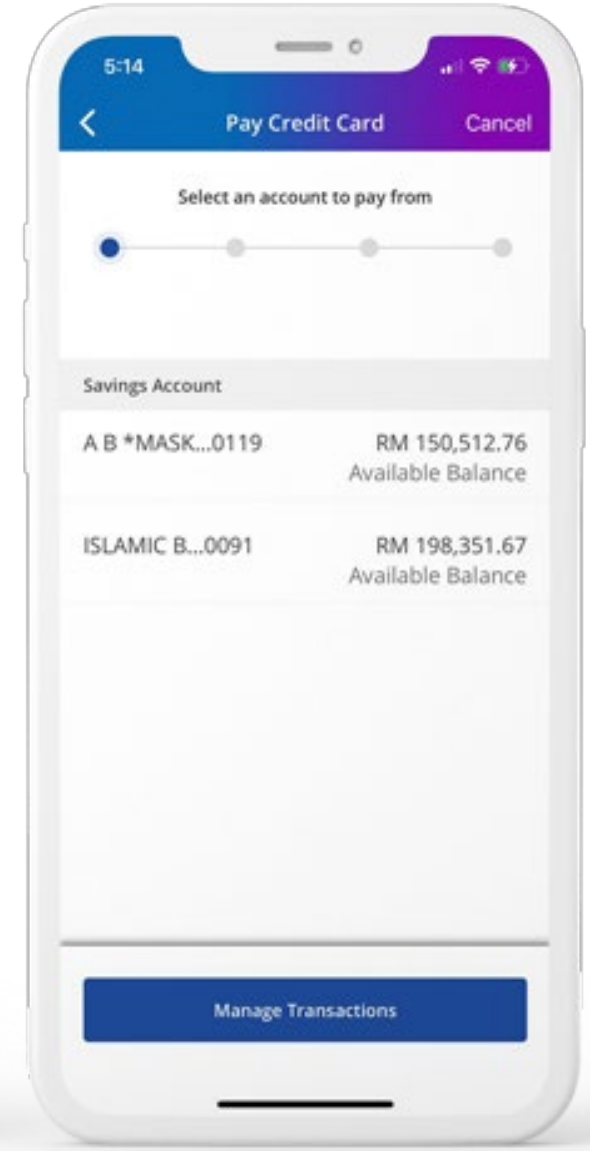 5:14
Pay Credit Card Cancel
Select an account to pay from
Savings Account
A B *MASK...0119 RM 150,512.76
Available Balance
ISLAMIC B...0091 RM 198,351.67
Available Balance
Manage Transactions